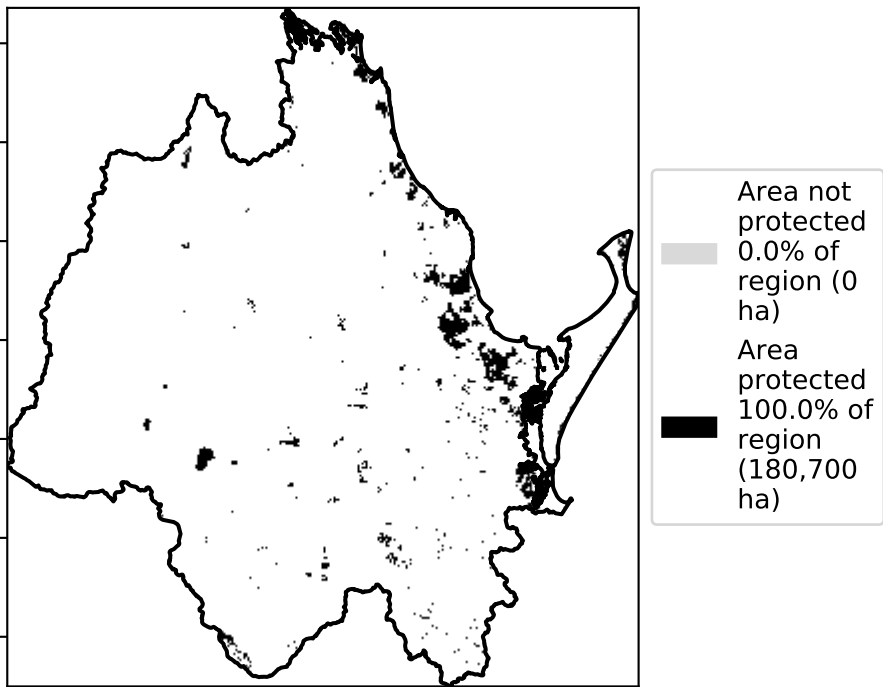 Area not
protected
0.0% of
region (0
ha)
Area
protected
100.0% of
region
(180,700
ha)